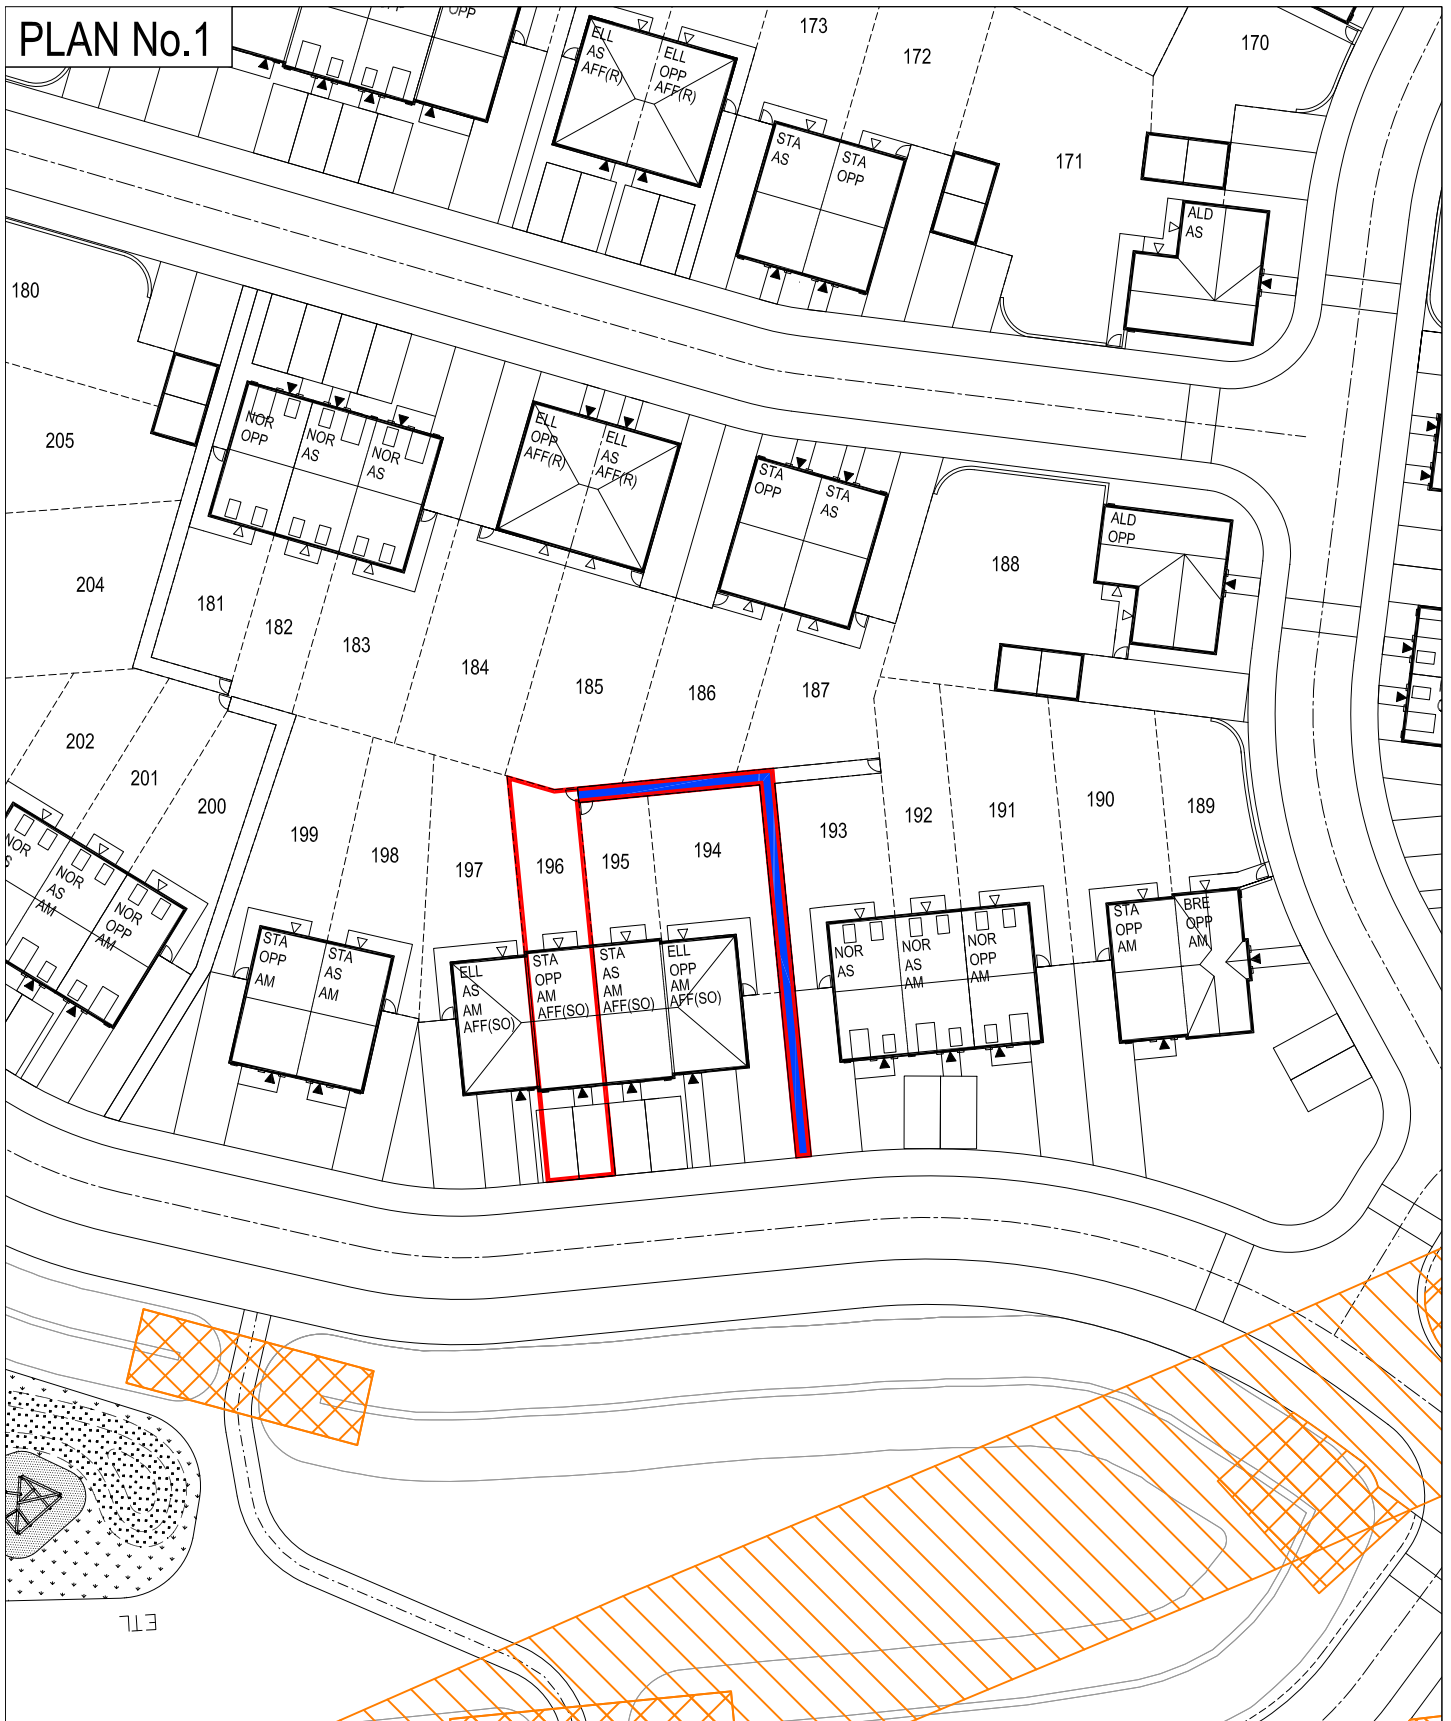 PLAN No.1
OPP
OPP
ELL
AS
AFF(R)
ELL
OPP
AFF(R)
173
172
170
STA
AS
STA
OPP
171
ALD
AS
180
205
NOR
OPP
NOR
AS
NOR
AS
ELL
OPP
AFF(R)
ELL
AS
AFF(R)
STA
OPP
STA
AS
ALD
OPP
188
204
181
182
183
184
185
186
187
202
201
200
199
198
197
196
195
194
193
192
191
190
189
NOR
S
NOR
AS
AM
NOR
OPP
AM
STA
OPP
AM
STA
AS
AM
ELL
AS
AM
AFF(SO)
STA
OPP
AM
AFF(SO)
STA
AS
AM
AFF(SO)
ELL
OPP
AM
AFF(SO)
NOR
AS
NOR
AS
AM
NOR
OPP
AM
STA
OPP
AM
BRE
OPP
AM
ETL